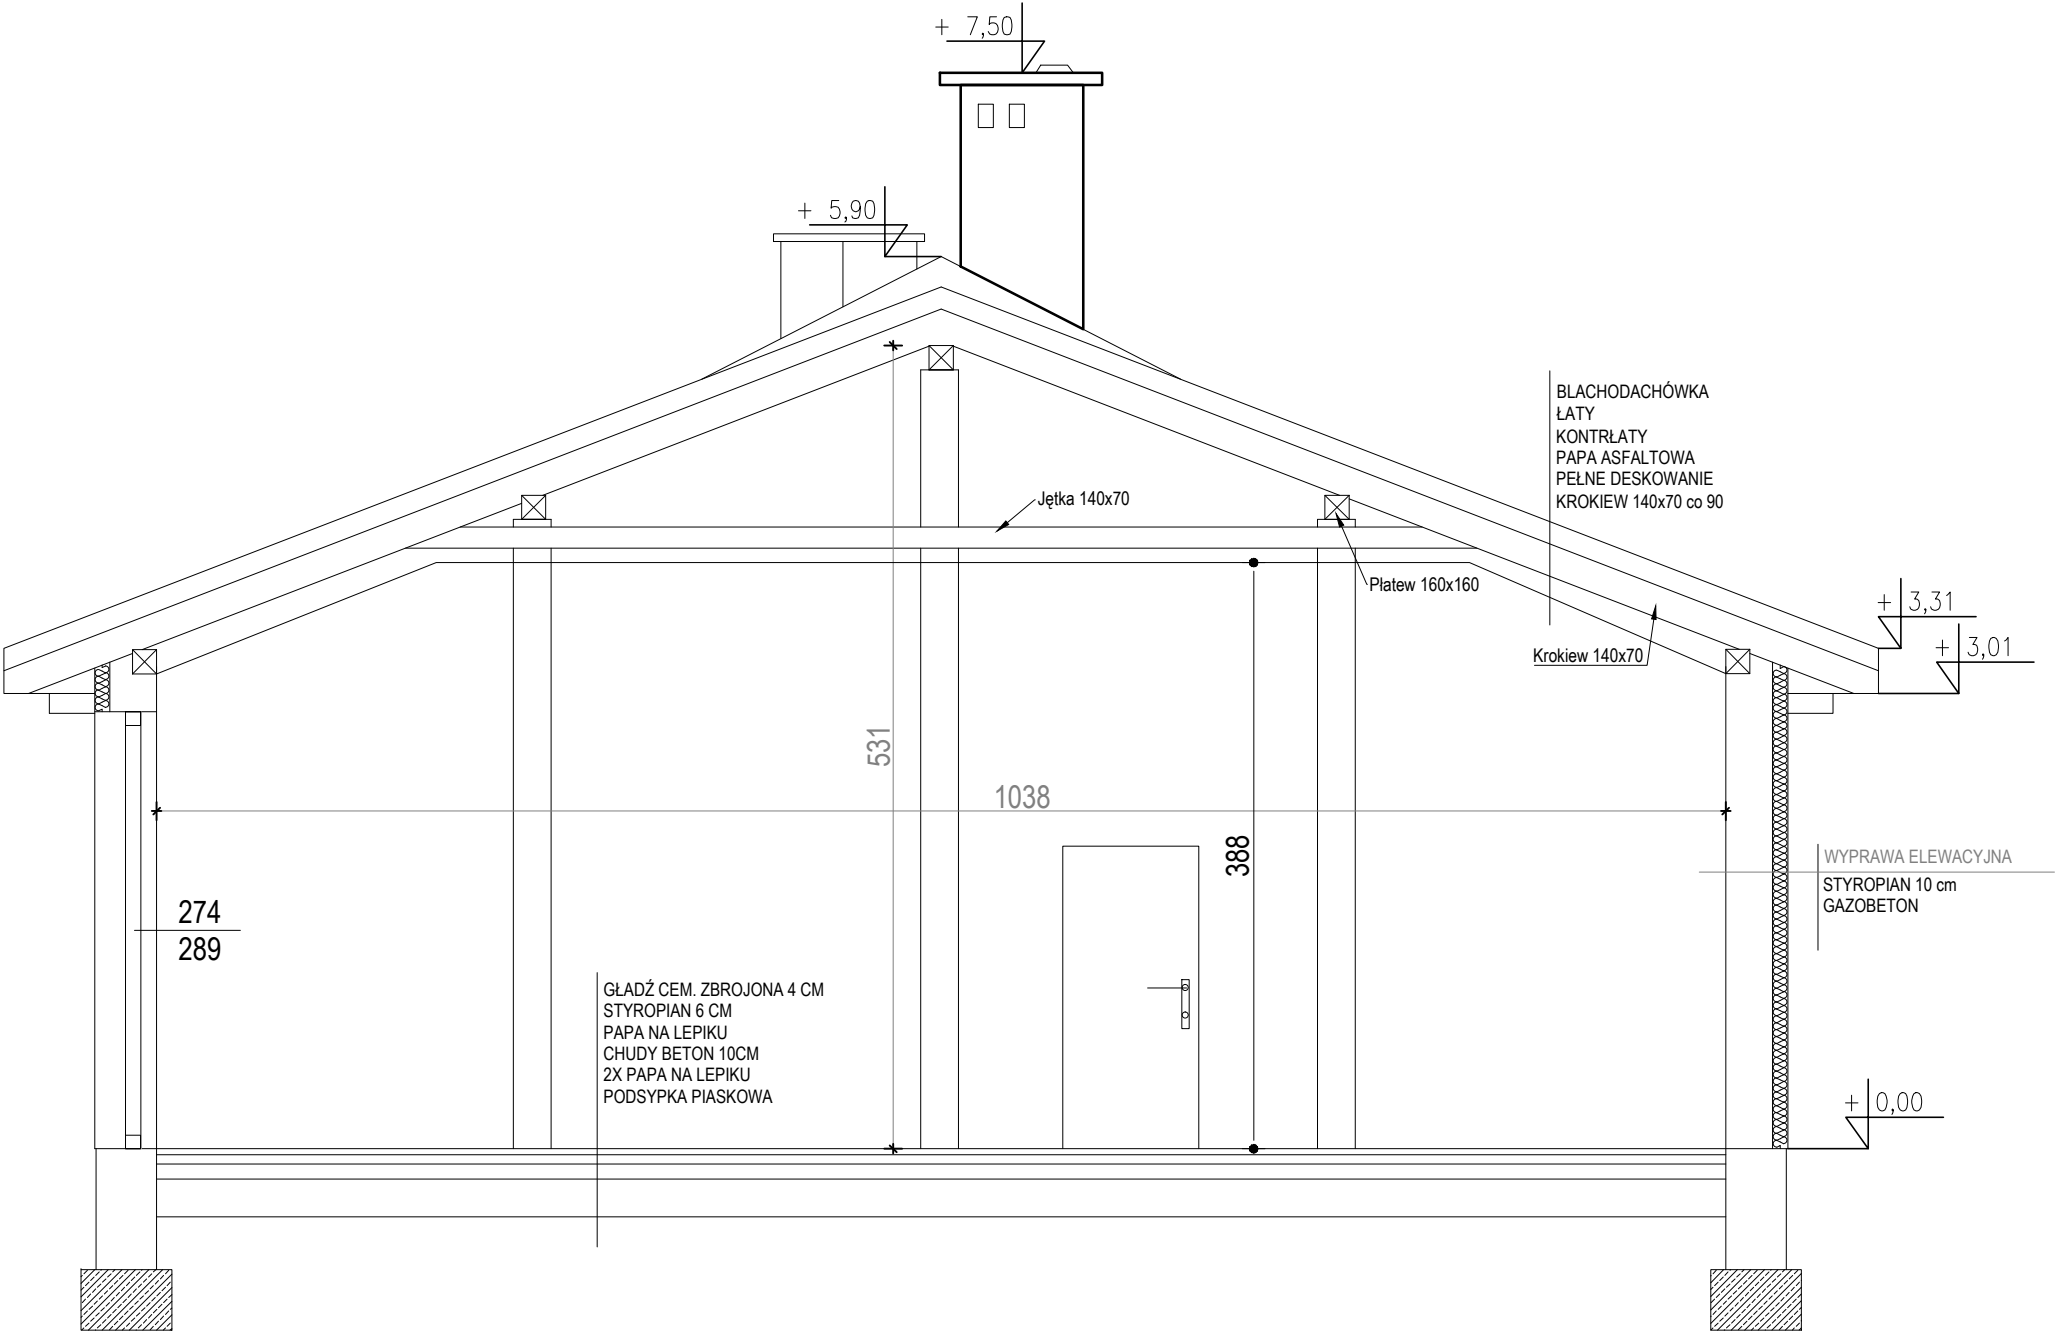 + 7,50
+ 5,90
BLACHODACHÓWKA
ŁATY
KONTRŁATY
PAPA ASFALTOWA
PEŁNE DESKOWANIE
KROKIEW 140x70 co 90
Jętka 140x70
Płatew 160x160
+ 3,31
+ 3,01
Krokiew 140x70
531
1038
388
WYPRAWA ELEWACYJNA
STYROPIAN 10 cm
GAZOBETON
274
289
GŁADŹ CEM. ZBROJONA 4 CM
STYROPIAN 6 CM
PAPA NA LEPIKU
CHUDY BETON 10CM
2X PAPA NA LEPIKU
PODSYPKA PIASKOWA
+ 0,00